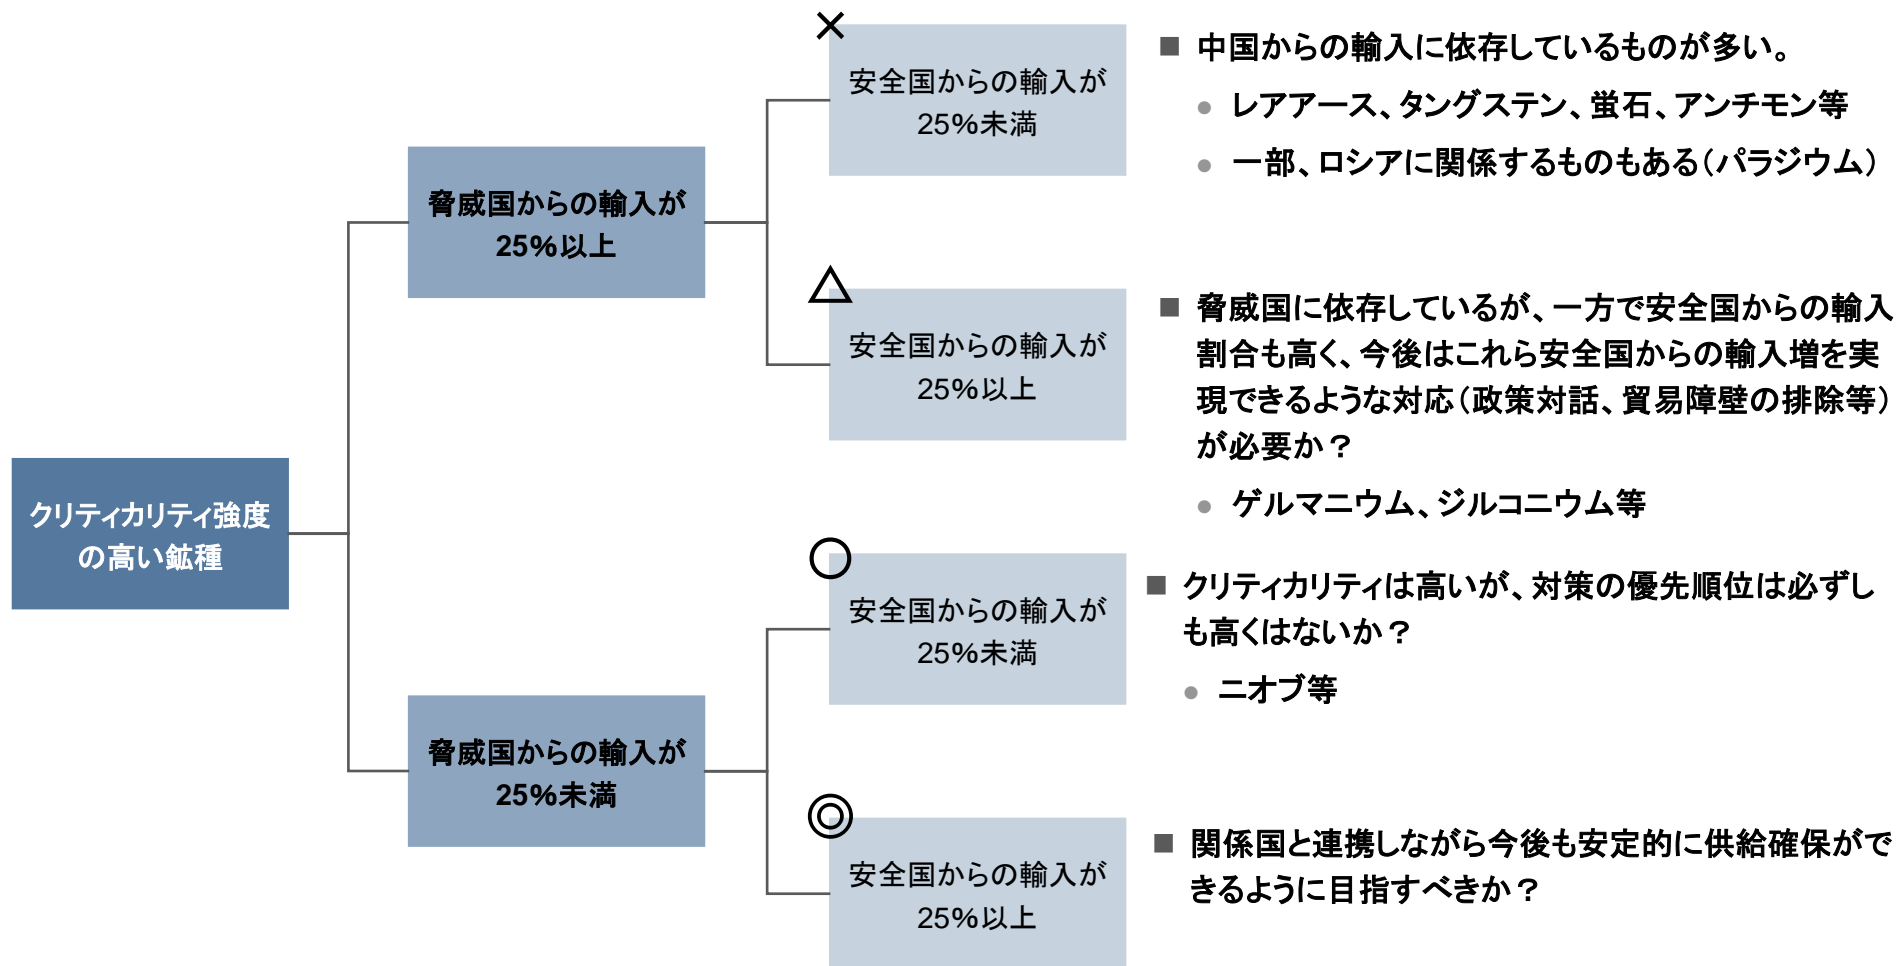 クリティカリティ強度
の高い鉱種
脅威国からの輸入が
25%以上
脅威国からの輸入が
25%未満
×
安全国からの輸入が
25%未満
△
安全国からの輸入が
25%以上
○
安全国からの輸入が
25%未満
◎
安全国からの輸入が
25%以上
■ 中国からの輸入に依存しているものが多い。
● レアアース、タングステン、蛍石、アンチモン等
● 一部、ロシアに関係するものもある（パラジウム）
■ 脅威国に依存しているが、一方で安全国からの輸入
割合も高く、今後はこれら安全国からの輸入増を実
現できるような対応（政策対話、貿易障壁の排除等）
が必要か？
● ゲルマニウム、ジルコニウム等
■ クリティカリティは高いが、対策の優先順位は必ずし
も高くはないか？
● ニオブ等
■ 関係国と連携しながら今後も安定的に供給確保がで
きるように目指すべきか？